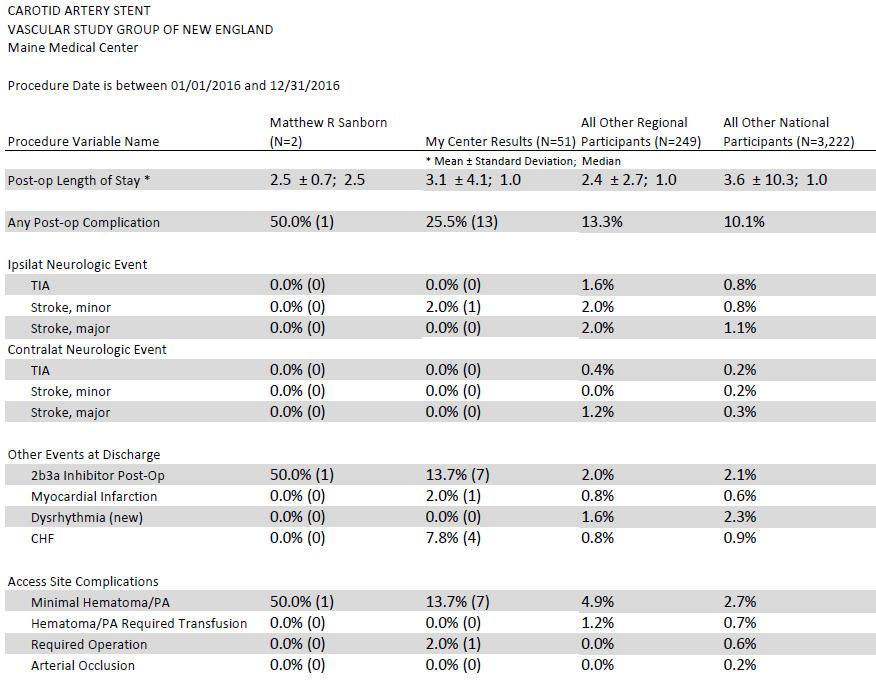 CAROTID ARTERY STENT
VASCULAR STUDY GROUP OF NEW ENGLAND
Maine Medical Center
Procedure Date is between 01/01/2016 and 12/31/2016
Matthew R Sanborn All Other Regional All Other National
Procedure Variable Name (N=2) My Center Results (N=51) Participants (N=249) Participants (N=3,222)
* Mean ± Standard Deviation; Median
Post-op Length of Stay * 2.5 ± 0.7; 2.5 3.1 ± 4.1; 1.0 2.4 ± 2.7; 1.0 3.6 ± 10.3; 1.0
Any Post-op Complication 50.0% (1) 25.5% (13) 13.3% 10.1%
Ipsilat Neurologic Event
TIA 0.0% (0) 0.0% (0) 1.6% 0.8%
Stroke, minor 0.0% (0) 2.0% (1) 2.0% 0.8%
Stroke, major 0.0% (0) 0.0% (0) 2.0% 1.1%
Contralat Neurologic Event
TIA 0.0% (0) 0.0% (0) 0.4% 0.2%
Stroke, minor 0.0% (0) 0.0% (0) 0.0% 0.2%
Stroke, major 0.0% (0) 0.0% (0) 1.2% 0.3%
Other Events at Discharge
2b3a Inhibitor Post-Op 50.0% (1) 13.7% (7) 2.0% 2.1%
Myocardial Infarction 0.0% (0) 2.0% (1) 0.8% 0.6%
Dysrhythmia (new) 0.0% (0) 0.0% (0) 1.6% 2.3%
CHF 0.0% (0) 7.8% (4) 0.8% 0.9%
Access Site Complications
Minimal Hematoma/PA 50.0% (1) 13.7% (7) 4.9% 2.7%
Hematoma/PA Required Transfusion 0.0% (0) 0.0% (0) 1.2% 0.7%
Required Operation 0.0% (0) 2.0% (1) 0.0% 0.6%
Arterial Occlusion 0.0% (0) 0.0% (0) 0.0% 0.2%